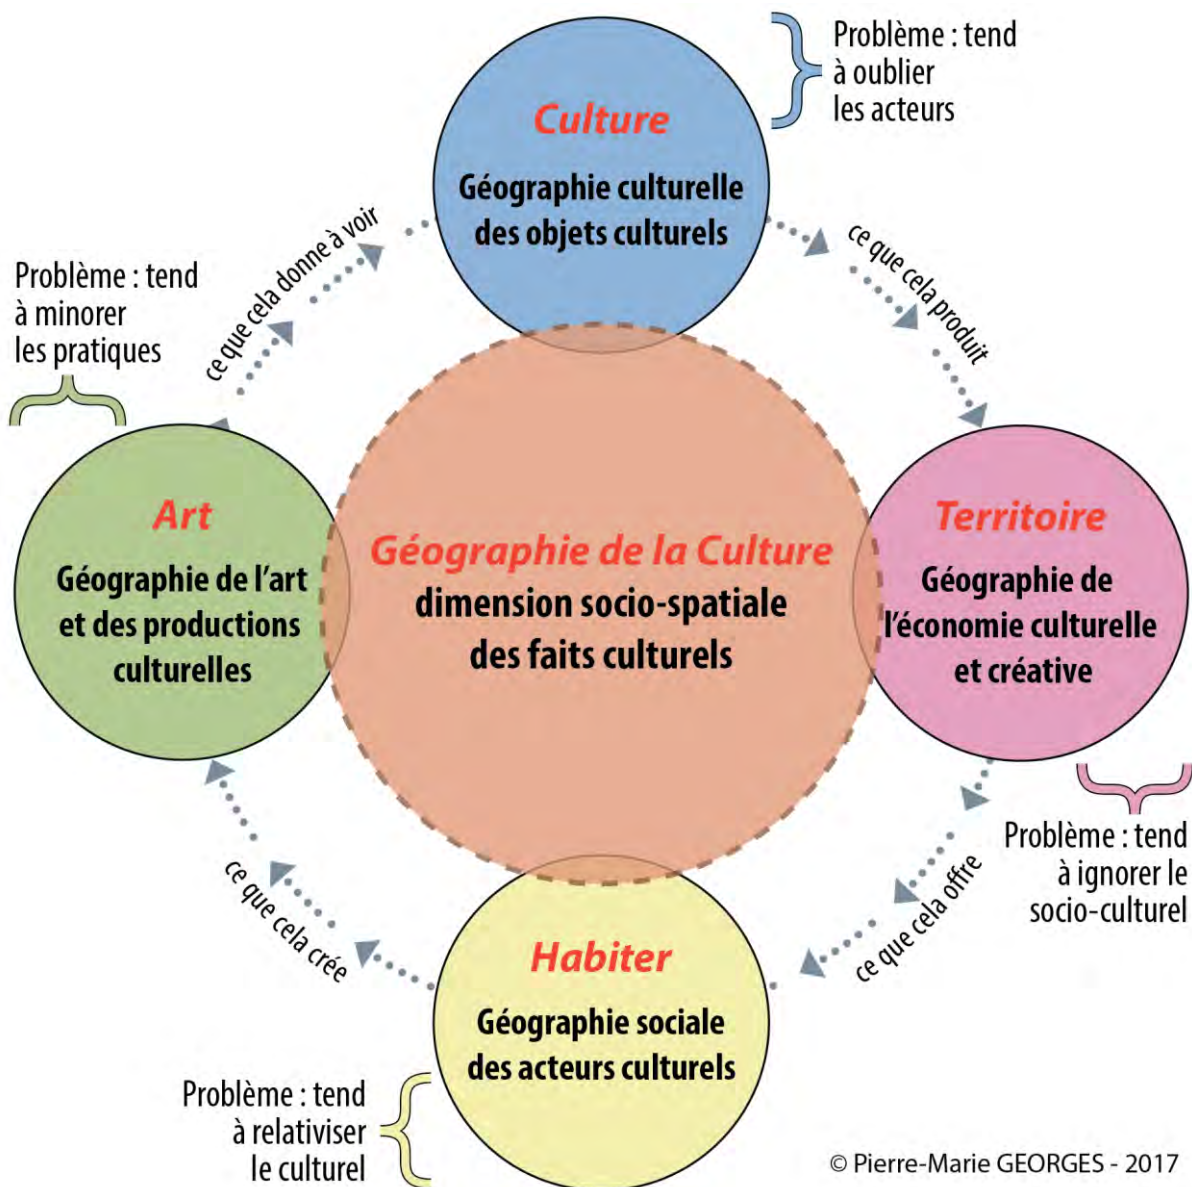 Problème : tend
à oublier
les acteurs
Culture
Géographie culturelle
des objets culturels
ce que cela donne à voir
ce que cela produit
Problème : tend
à minorer
les pratiques
Art
Géographie de l'art
et des productions
culturelles
Géographie de la Culture
dimension socio-spatiale
des faits culturels
Territoire
Géographie de
l'économie culturelle
et créative
Problème : tend
à ignorer le
socio-culturel
ce que cela crée
ce que cela offre
Habiter
Géographie sociale
des acteurs culturels
Problème : tend
à relativiser
le culturel
© Pierre-Marie GEORGES - 2017